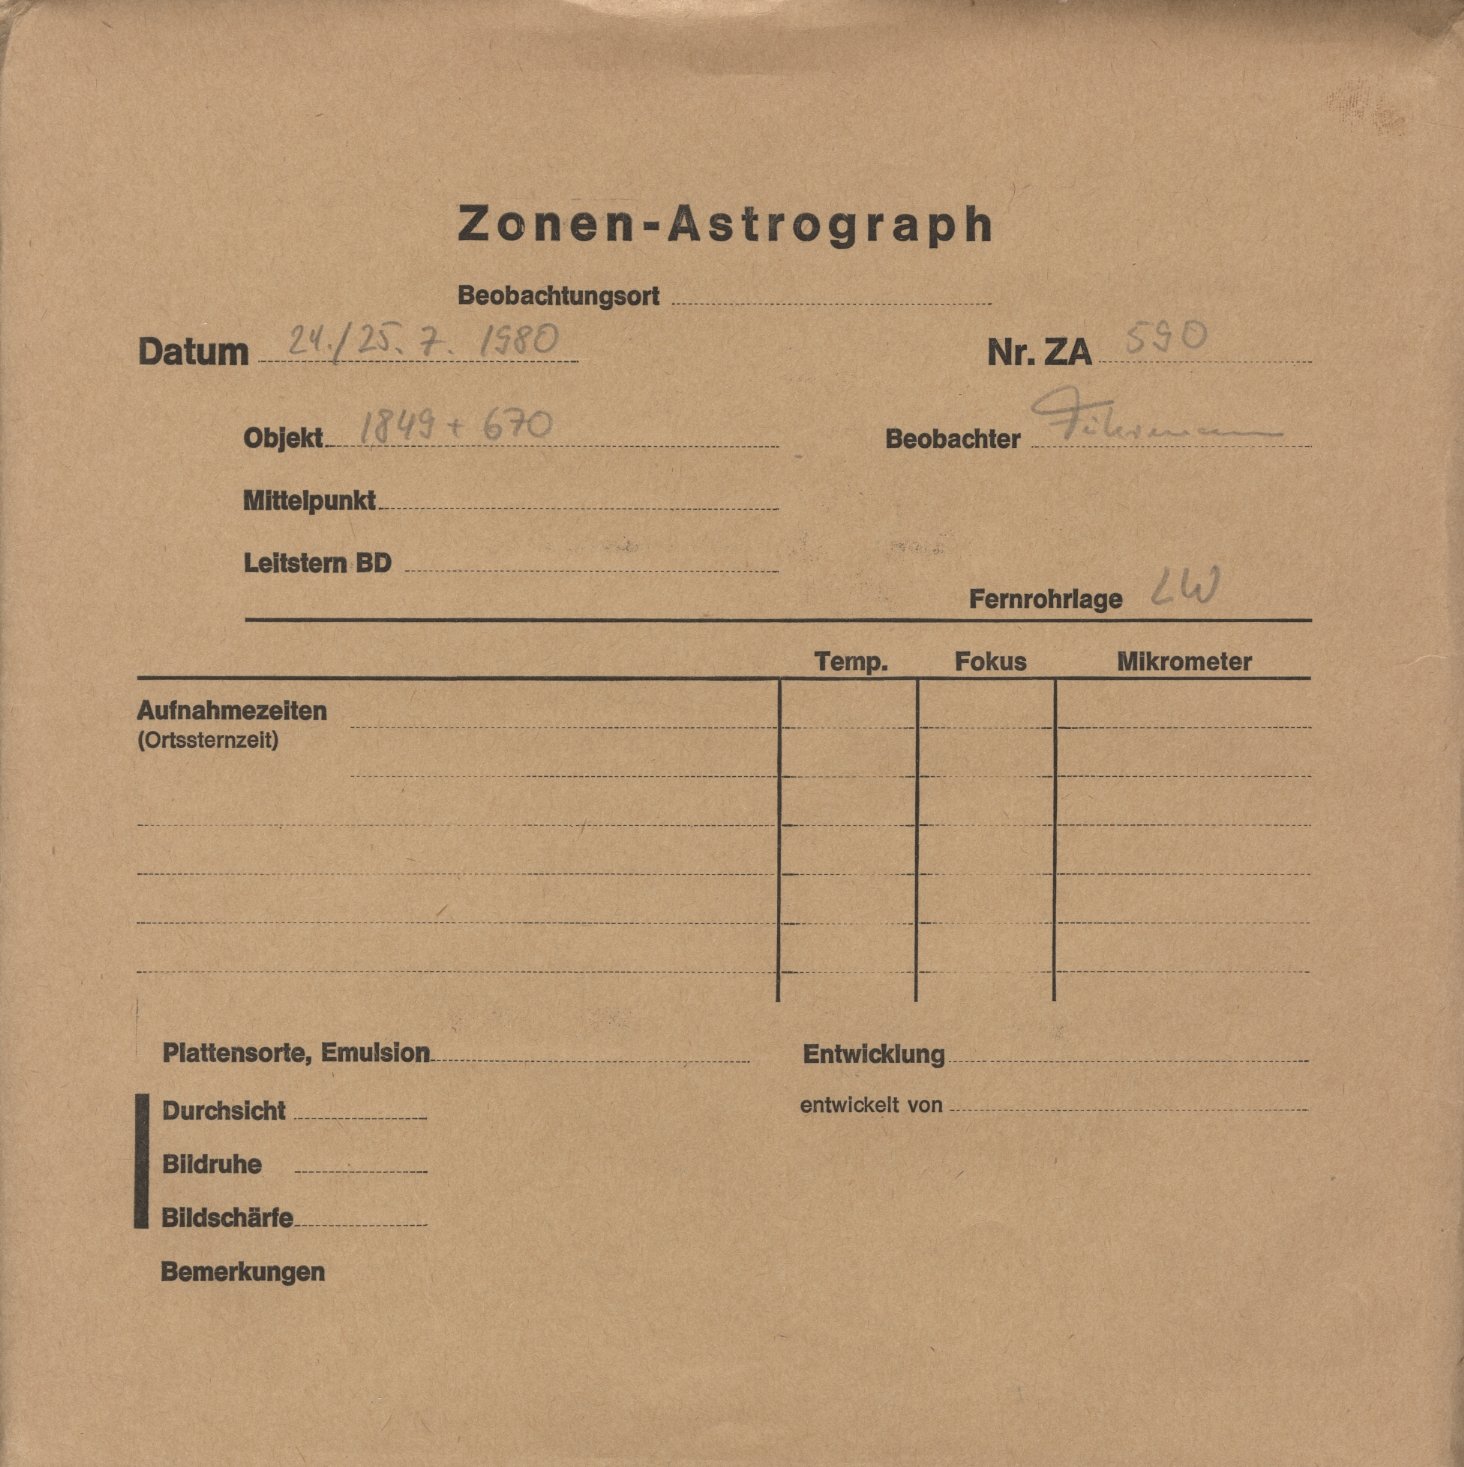 Zonen-Astrograph
Beobachtungsort
Datum 24./25. 7. 1980 Nr. ZA 590
Objekt 1849 + 670 Beobachter
Mittelpunkt
Leitstern BD
Fernrohrlage LW
Temp. Fokus Mikrometer
Aufnahmezeiten
(Ortssternzeit)
Plattensorte, Emulsion Entwicklung
Durchsicht entwickelt von
Bildruhe
Bildschärfe
Bemerkungen